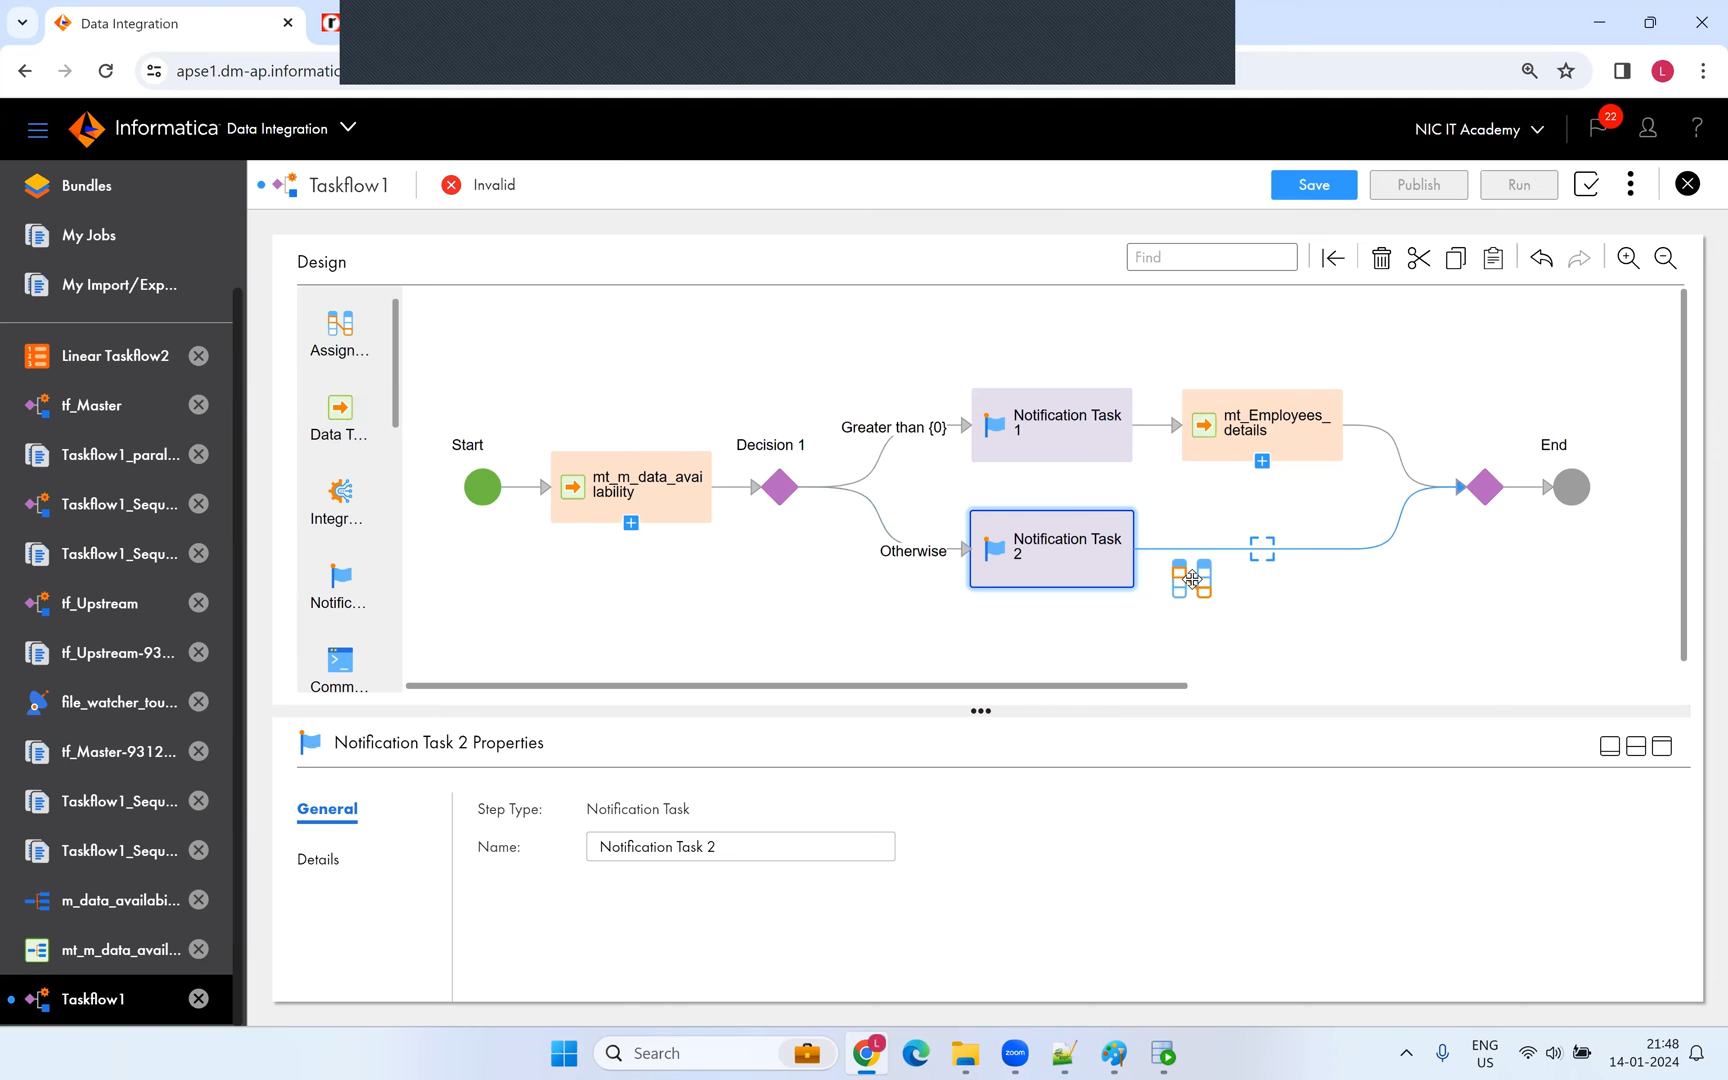 Data Integration
apse1.dm-ap.informatic
Informatica Data Integration
NIC IT Academy
22
Bundles
My Jobs
My Import/Exp...
Linear Taskflow2
tf_Master
Taskflow1_paral...
Taskflow1_Sequ...
Taskflow1_Sequ...
tf_Upstream
tf_Upstream-93...
file_watcher_tou...
tf_Master-9312...
Taskflow1_Sequ...
Taskflow1_Sequ...
m_data_availabi...
mt_m_data_avail...
Taskflow1
Taskflow1
Invalid
Save
Publish
Run
Design
Find
Assign...
Data T...
Integr...
Notific...
Comm...
Start
mt_m_data_avai
lability
Decision 1
Greater than {0}
Otherwise
Notification Task
1
mt_Employees_
details
Notification Task
2
End
Notification Task 2 Properties
General
Details
Step Type:
Notification Task
Name:
Notification Task 2
Search
zoom
L
L
ENG
US
21:48
14-01-2024